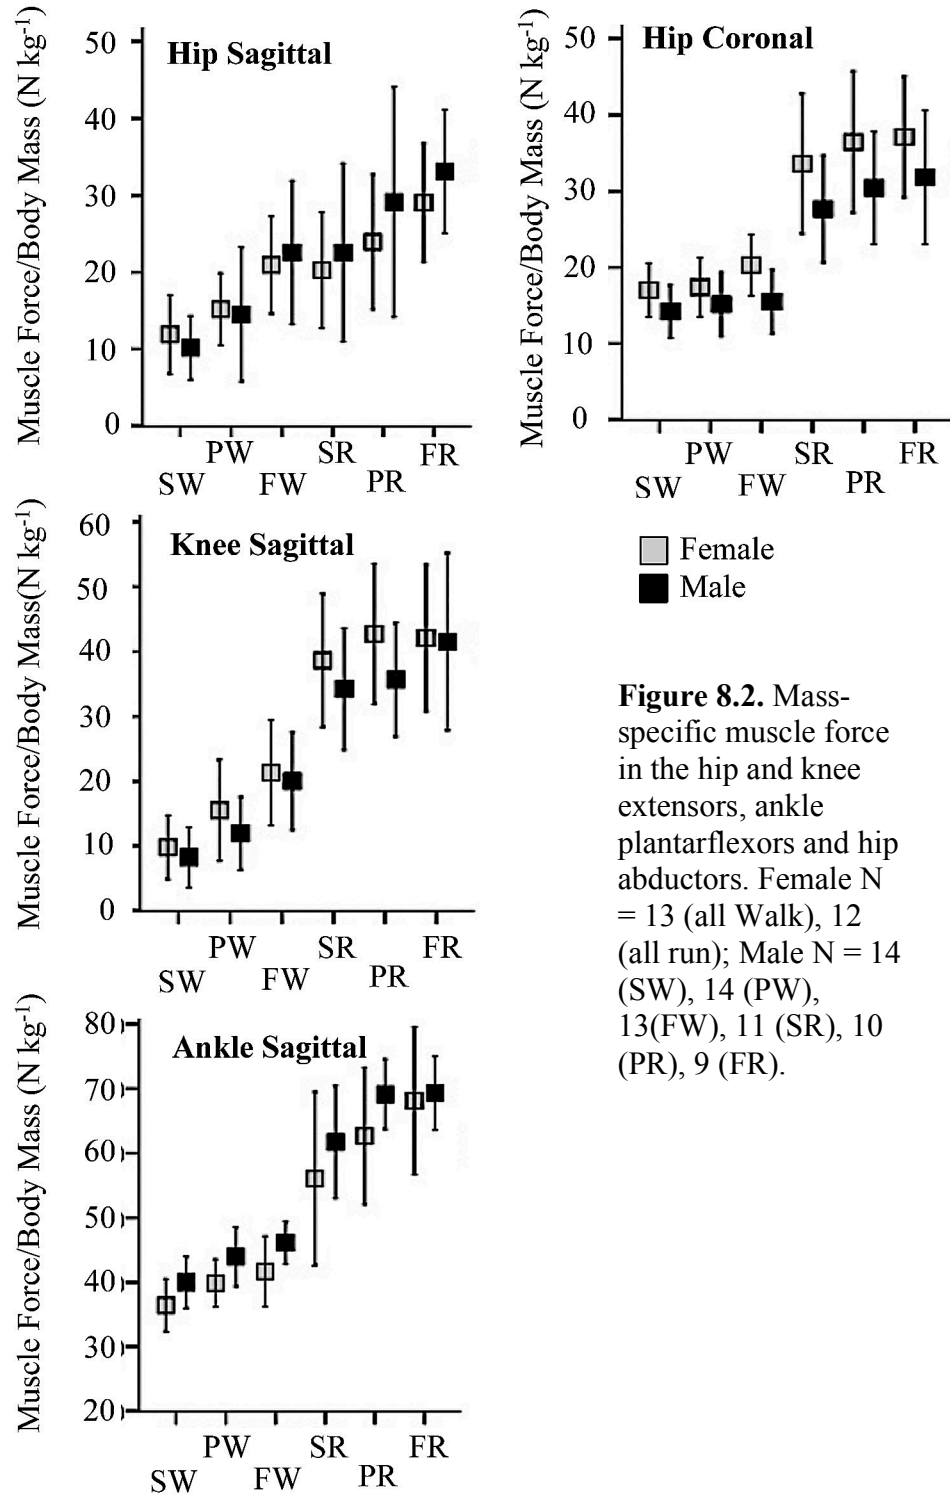 Hip Sagittal
Muscle Force/Body Mass (N kg-1)
50
40
30
20
10
0
SW
PW
FW
SR
PR
FR
Hip Coronal
Muscle Force/Body Mass (N kg-1)
50
40
30
20
10
0
SW
PW
FW
SR
PR
FR
Female
Male
Knee Sagittal
Muscle Force/Body Mass(N kg-1)
60
50
40
30
20
10
0
SW
PW
FW
SR
PR
FR
Figure 8.2. Mass-
specific muscle force
in the hip and knee
extensors, ankle
plantarflexors and hip
abductors. Female N
= 13 (all Walk), 12
(all run); Male N = 14
(SW), 14 (PW),
13(FW), 11 (SR), 10
(PR), 9 (FR).
Ankle Sagittal
Muscle Force/Body Mass (N kg-1)
80
70
60
50
40
30
20
SW
PW
FW
SR
PR
FR